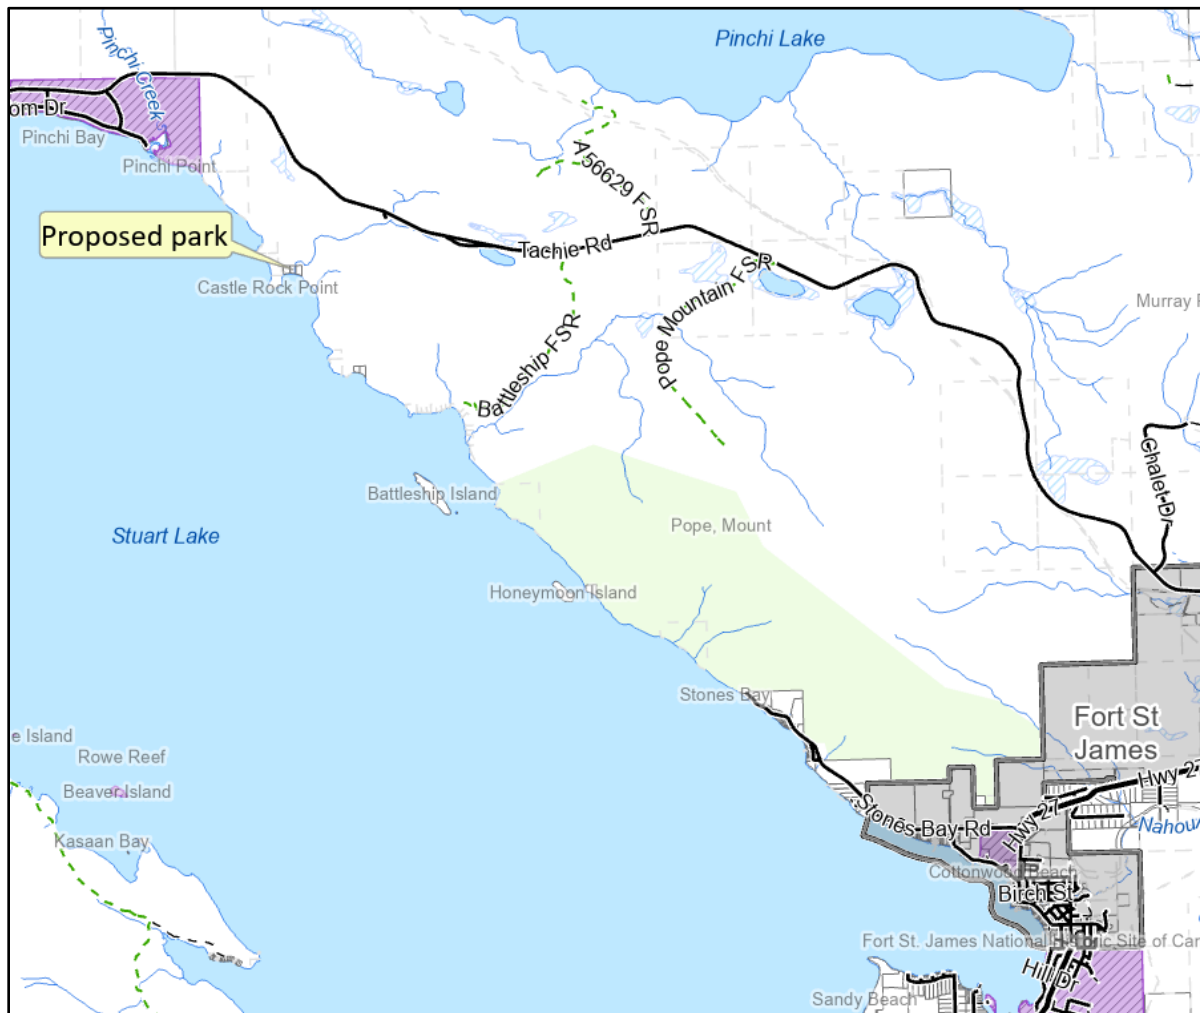 Pinchi Lake
Pinchi Creek
om Dr
Pinchi Bay
Pinchi Point
A56629 FSR
Proposed park
Tachie Rd
Castle Rock Point
Pope Mountain FSR
Murray
Battleship FSR
Chalet Dr
Battleship Island
Stuart Lake
Pope, Mount
Honeymoon Island
Stones Bay
Fort St
James
e Island
Rowe Reef
Beaver Island
Hwy 27
Stones Bay Rd
Hwy 27
Nahou
Kasaan Bay
Cottonwood Beach
Birch St
Fort St. James National Historic Site of Can
Hill Dr
Sandy Beach